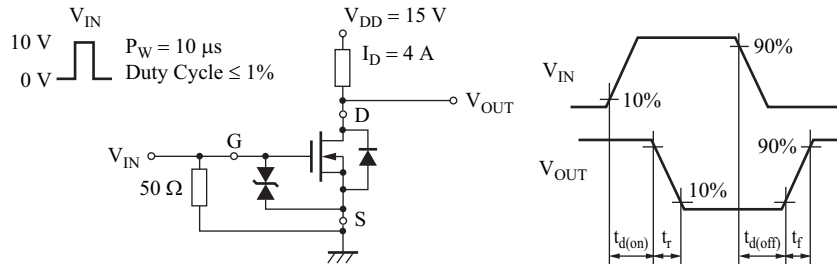 V_IN
10 V
0 V
P_W = 10 μs
Duty Cycle ≤ 1%
V_DD = 15 V
I_D = 4 A
V_OUT
D
G
V_IN
50 Ω
S
V_IN
90%
10%
V_OUT
90%
10%
t_d(on)
t_r
t_d(off)
t_f